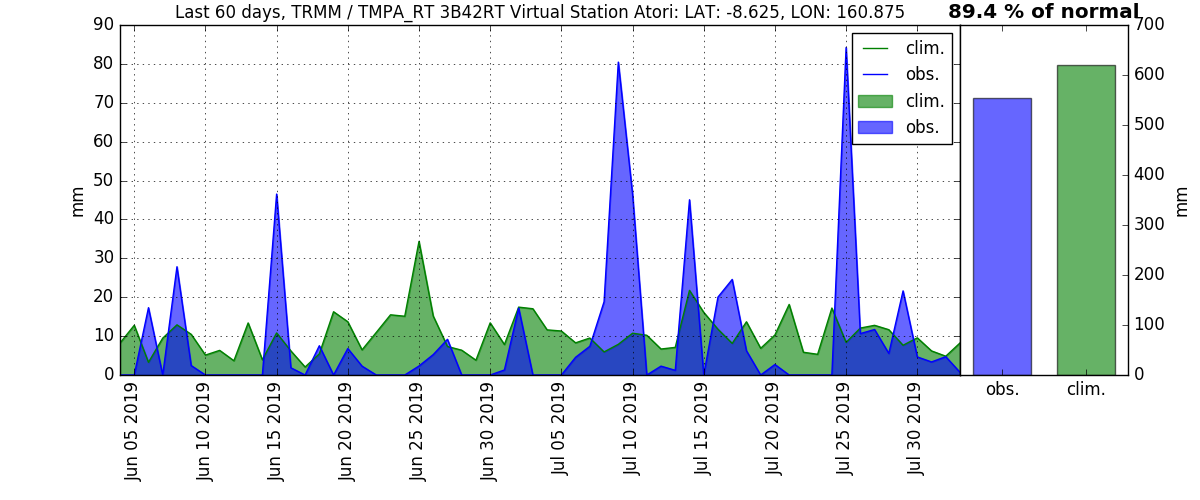 Last 60 days, TRMM / TMPA_RT 3B42RT Virtual Station Atori: LAT: -8.625, LON: 160.875
89.4 % of normal
90
80
70
60
50
40
30
20
10
0
mm
clim.
obs.
clim.
obs.
700
600
500
400
300
200
100
0
mm
Jun 05 2019
Jun 10 2019
Jun 15 2019
Jun 20 2019
Jun 25 2019
Jun 30 2019
Jul 05 2019
Jul 10 2019
Jul 15 2019
Jul 20 2019
Jul 25 2019
Jul 30 2019
obs.
clim.